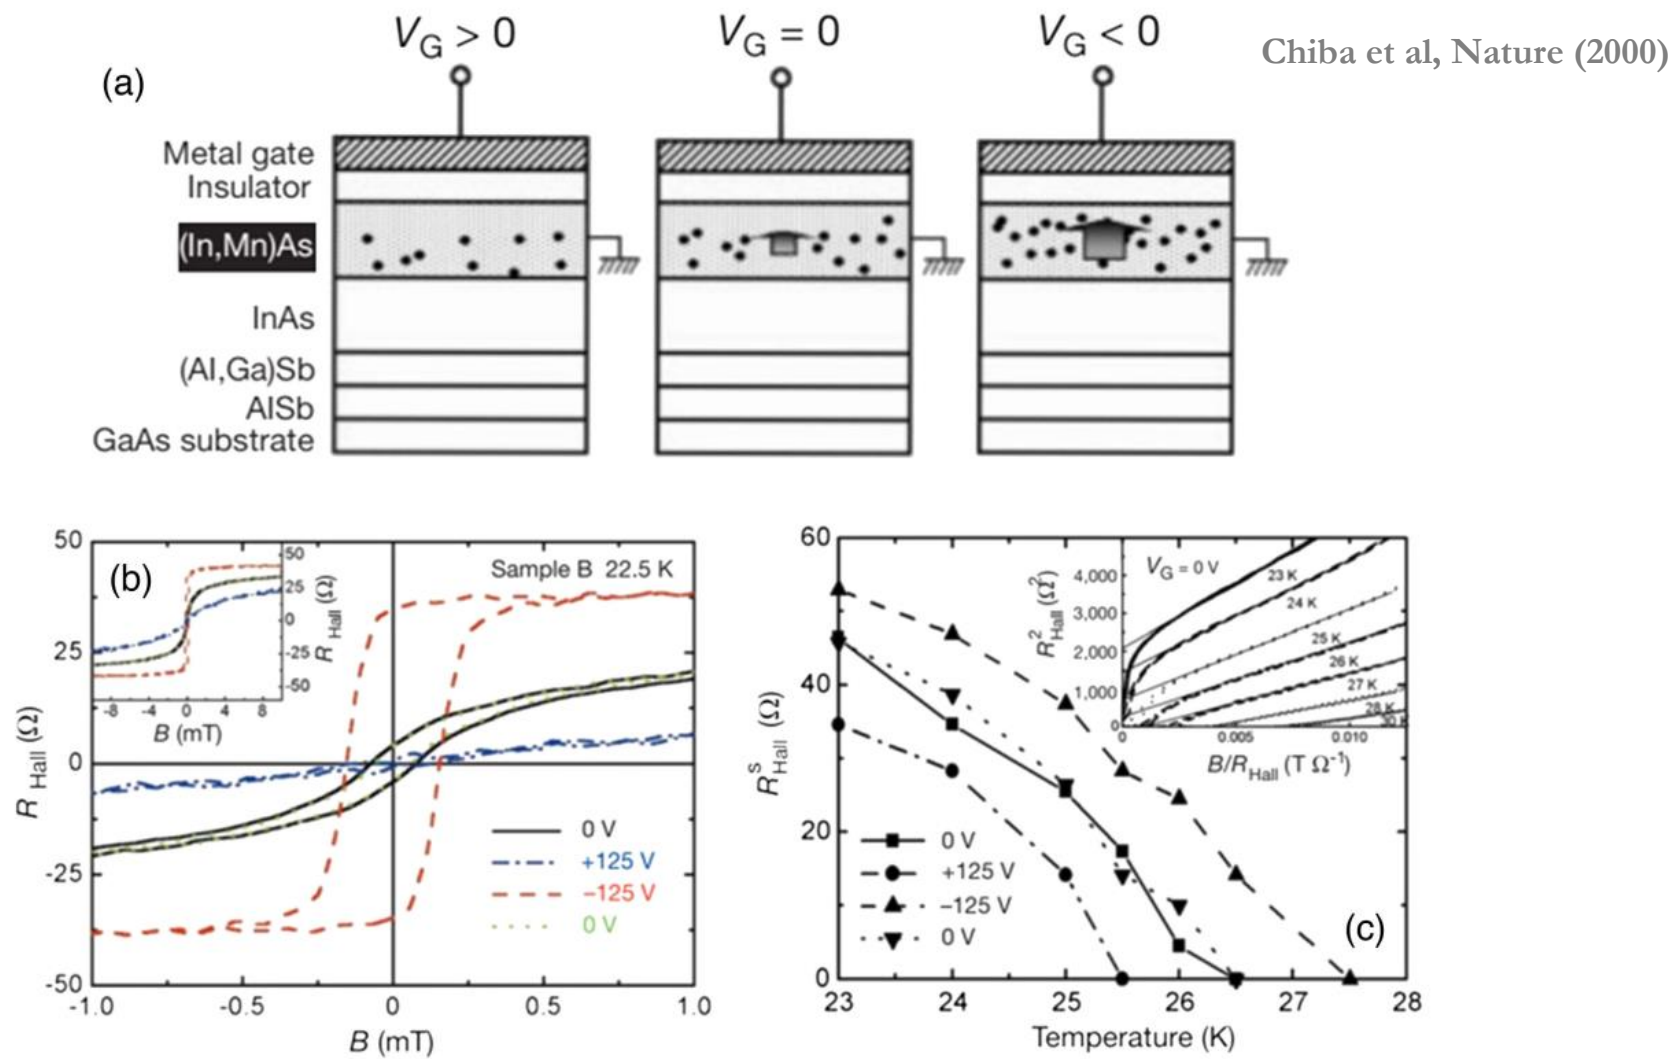 V_G > 0
V_G = 0
V_G < 0
Chiba et al, Nature (2000)
(a)
Metal gate
Insulator
(In,Mn)As
InAs
(Al,Ga)Sb
AlSb
GaAs substrate
(b)
Sample B 22.5 K
50
25
0
-25
-50
R_Hall (Ω)
-1.0
-0.5
0
0.5
1.0
B (mT)
50
25
0
-25
-50
R_Hall (Ω)
-8
-4
0
4
8
B (mT)
0 V
+125 V
−125 V
0 V
60
40
20
0
R^S_Hall (Ω)
23
24
25
26
27
28
Temperature (K)
0 V
+125 V
−125 V
0 V
(c)
V_G = 0 V
4,000
3,000
2,000
1,000
0
R^2_Hall (Ω^2)
23 K
24 K
25 K
26 K
27 K
28 K
30 K
0
0.005
0.010
B/R_Hall (T Ω^-1)